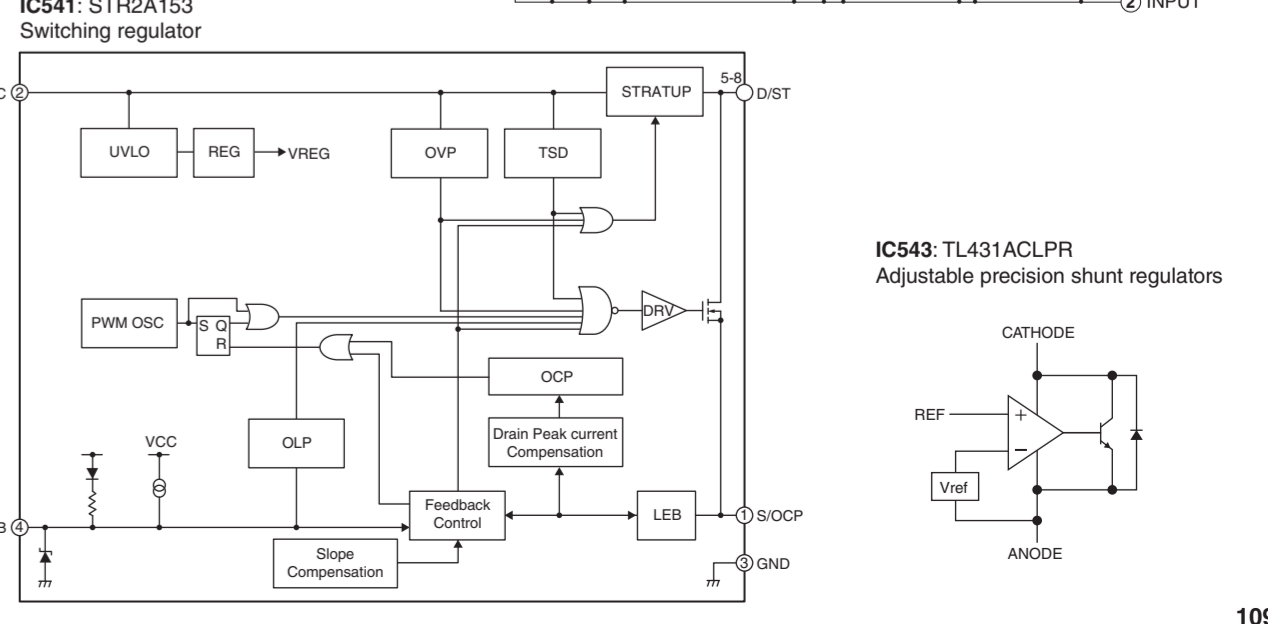 IC541: STR2A153
Switching regulator
2 INPUT
C 2
STRATUP
5-8
D/ST
UVLO
REG
VREG
OVP
TSD
PWM OSC
S Q
R
DRV
OCP
OLP
VCC
Drain Peak current
Compensation
Feedback
Control
LEB
1 S/OCP
B 4
Slope
Compensation
3 GND
IC543: TL431ACLPR
Adjustable precision shunt regulators
CATHODE
REF
+
−
Vref
ANODE
109